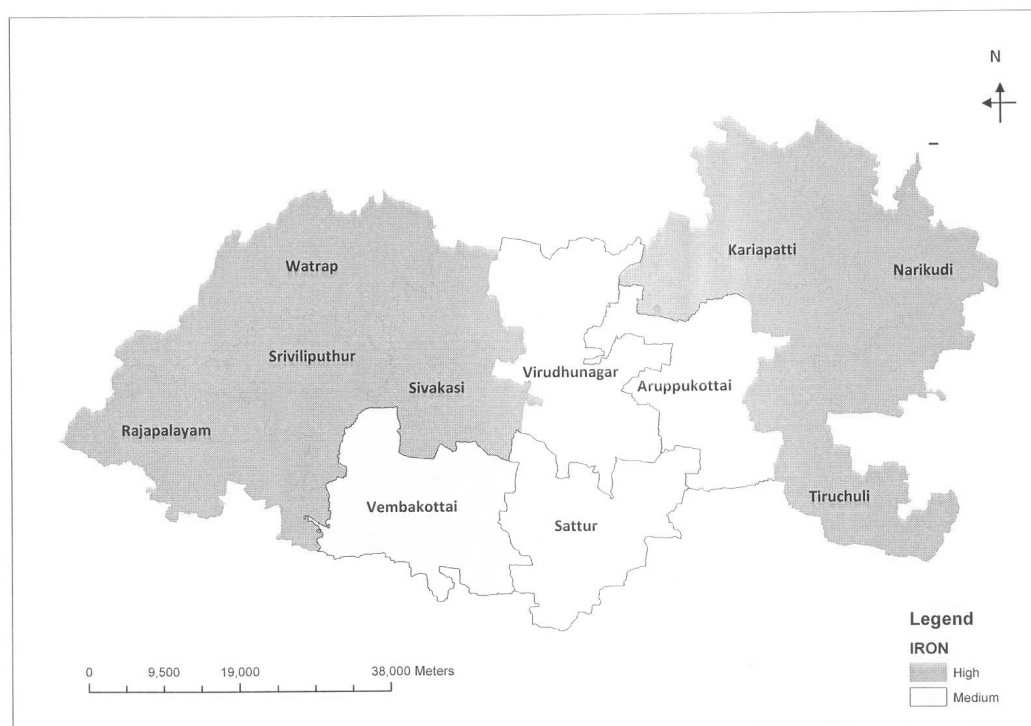 N
Kariapatti
Watrap
Narikudi
Sriviliputhur
Virudhunagar
Sivakasi
Aruppukottai
Rajapalayam
Vembakottai
Tiruchuli
Sattur
Legend
IRON
High
Medium
0 9,500 19,000 38,000 Meters